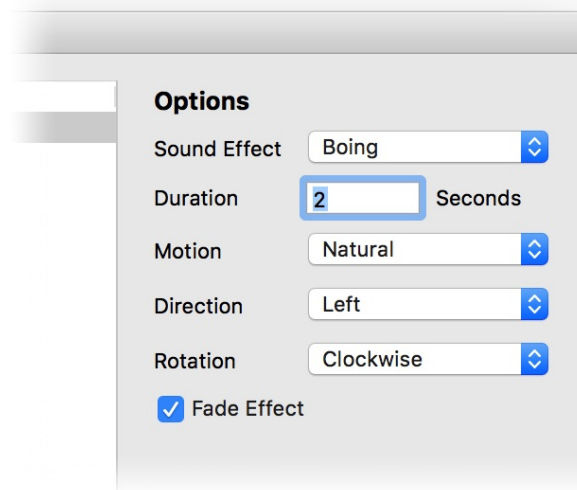 Options
Sound Effect Boing
Duration 2 Seconds
Motion Natural
Direction Left
Rotation Clockwise
Fade Effect